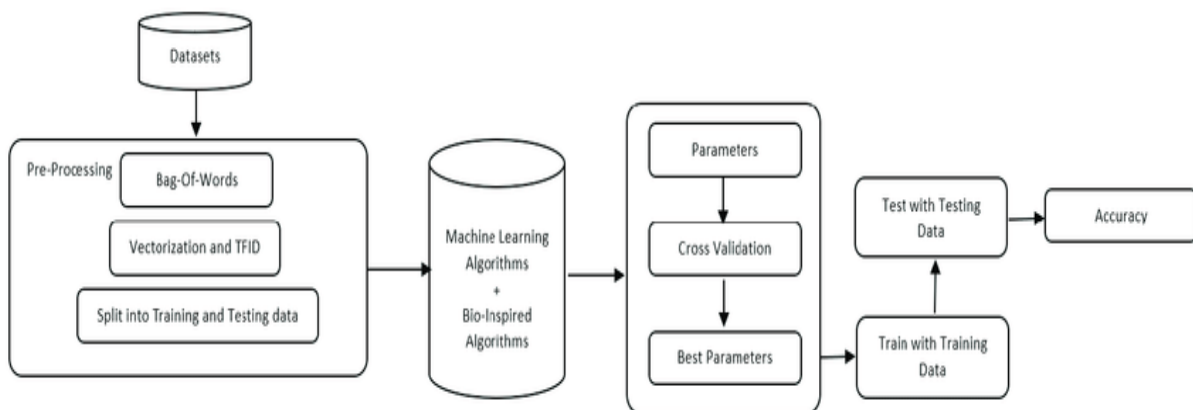 Datasets
Pre-Processing
Bag-Of-Words
Vectorization and TFID
Split into Training and Testing data
Machine Learning
Algorithms
+
Bio-Inspired
Algorithms
Parameters
Cross Validation
Best Parameters
Train with Training
Data
Test with Testing
Data
Accuracy